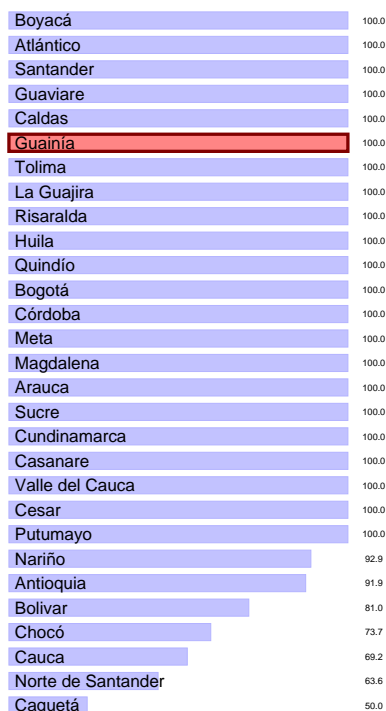 Boyacá 100.0
Atlántico 100.0
Santander 100.0
Guaviare 100.0
Caldas 100.0
Guainía 100.0
Tolima 100.0
La Guajira 100.0
Risaralda 100.0
Huila 100.0
Quindío 100.0
Bogotá 100.0
Córdoba 100.0
Meta 100.0
Magdalena 100.0
Arauca 100.0
Sucre 100.0
Cundinamarca 100.0
Casanare 100.0
Valle del Cauca 100.0
Cesar 100.0
Putumayo 100.0
Nariño 92.9
Antioquia 91.9
Bolivar 81.0
Chocó 73.7
Cauca 69.2
Norte de Santander 63.6
Caquetá 50.0